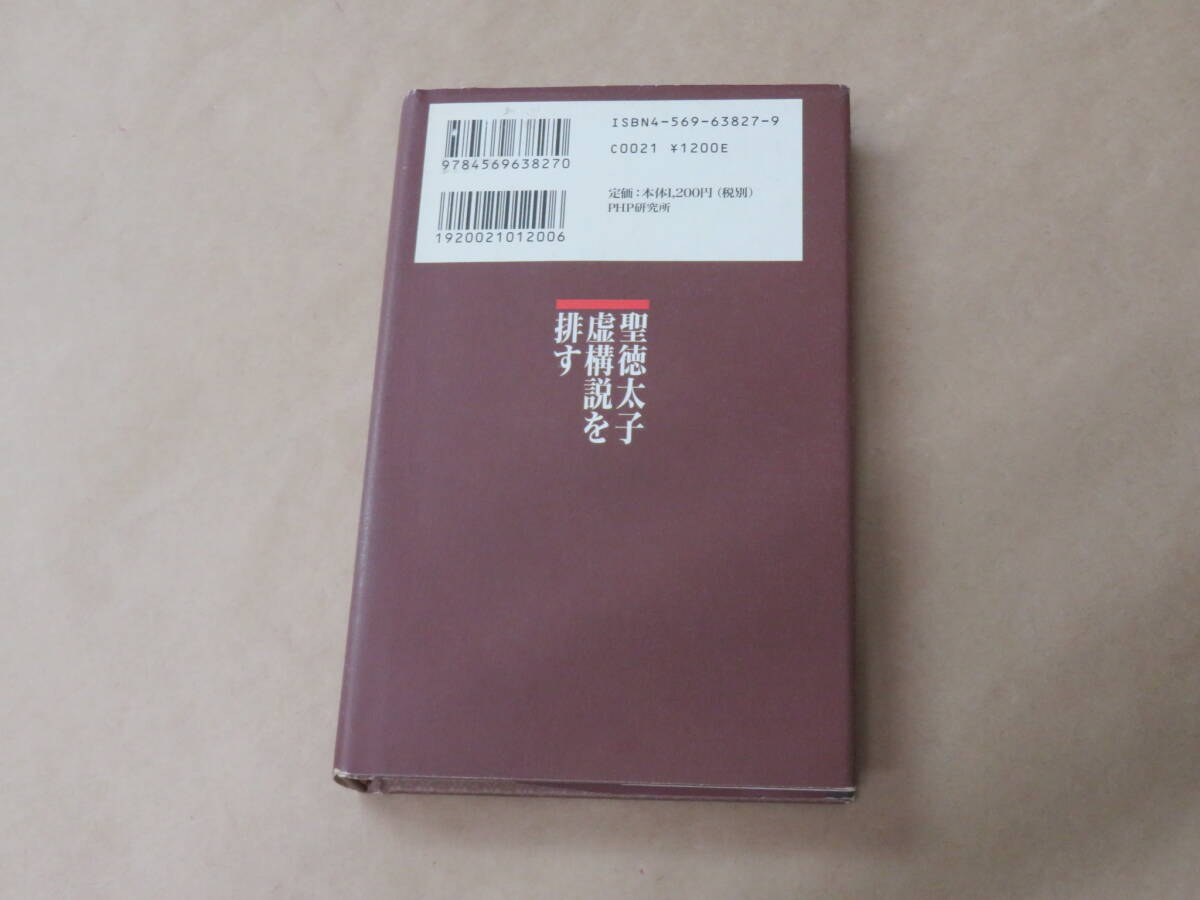 9784569638270
1920021012006
ISBN4-569-63827-9
C0021 ¥1200E
定価：本体1,200円（税別）
PHP研究所
聖徳太子
虚構説を
排す